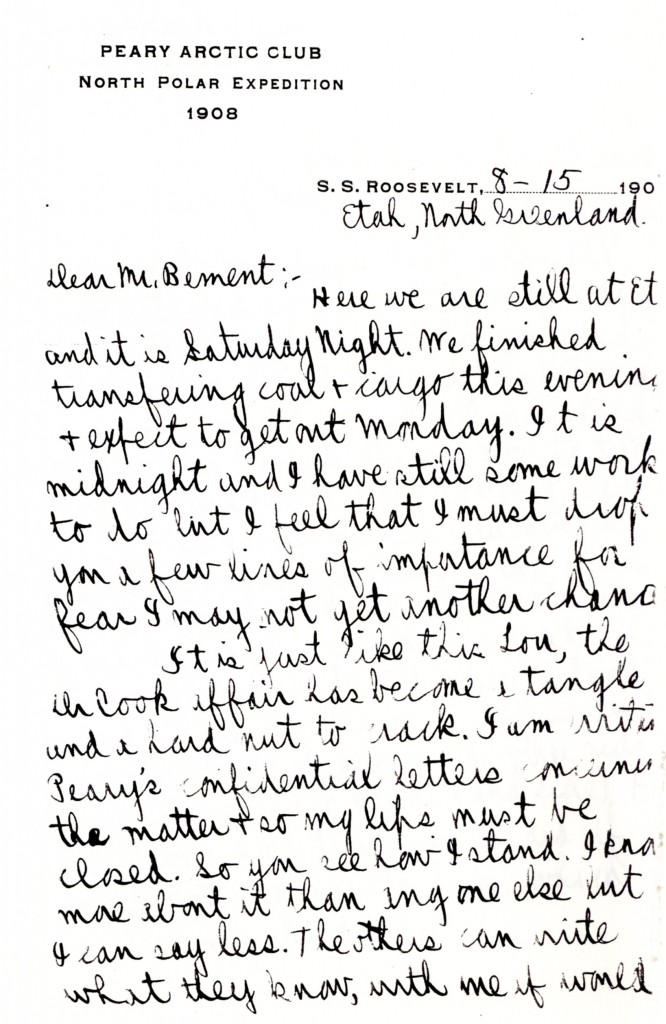 PEARY ARCTIC CLUB
NORTH POLAR EXPEDITION
1908
S. S. ROOSEVELT, 8 – 15 190
Etah, North Greenland.
Dear Mr. Bement:-
Here we are still at Et
and it is Saturday Night. We finished
transfering coal + cargo this evenin
+ expect to get out Monday. It is
midnight and I have still some work
to do but I feel that I must drop
you a few lines of importance for
fear I may not get another chanc
It is just like this Lou, the
Dr Cook affair has become a tangle
and a hard nut to crack. I am writin
Peary's confidential letters concernin
the matter + so my lips must be
closed. So you see how I stand. I kno
more about it than any one else but
I can say less. The others can write
what they know, with me it would